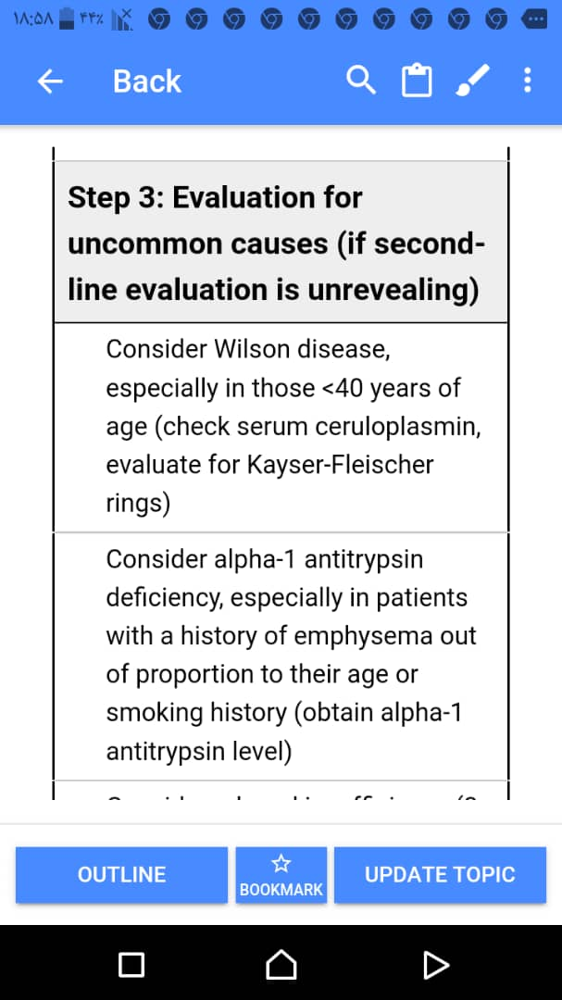 ۱۸:۵۸ ۴۴٪
Back
Step 3: Evaluation for
uncommon causes (if second-
line evaluation is unrevealing)
Consider Wilson disease,
especially in those <40 years of
age (check serum ceruloplasmin,
evaluate for Kayser-Fleischer
rings)
Consider alpha-1 antitrypsin
deficiency, especially in patients
with a history of emphysema out
of proportion to their age or
smoking history (obtain alpha-1
antitrypsin level)
OUTLINE
BOOKMARK
UPDATE TOPIC